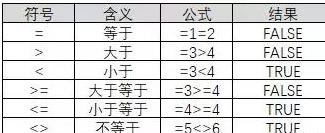 符号 含义 公式 结果
= 等于 =1=2 FALSE
> 大于 =3>4 FALSE
< 小于 =3<4 TRUE
>= 大于等于 =3>=4 FALSE
<= 小于等于 =4>=4 TRUE
<> 不等于 =5<>6 TRUE